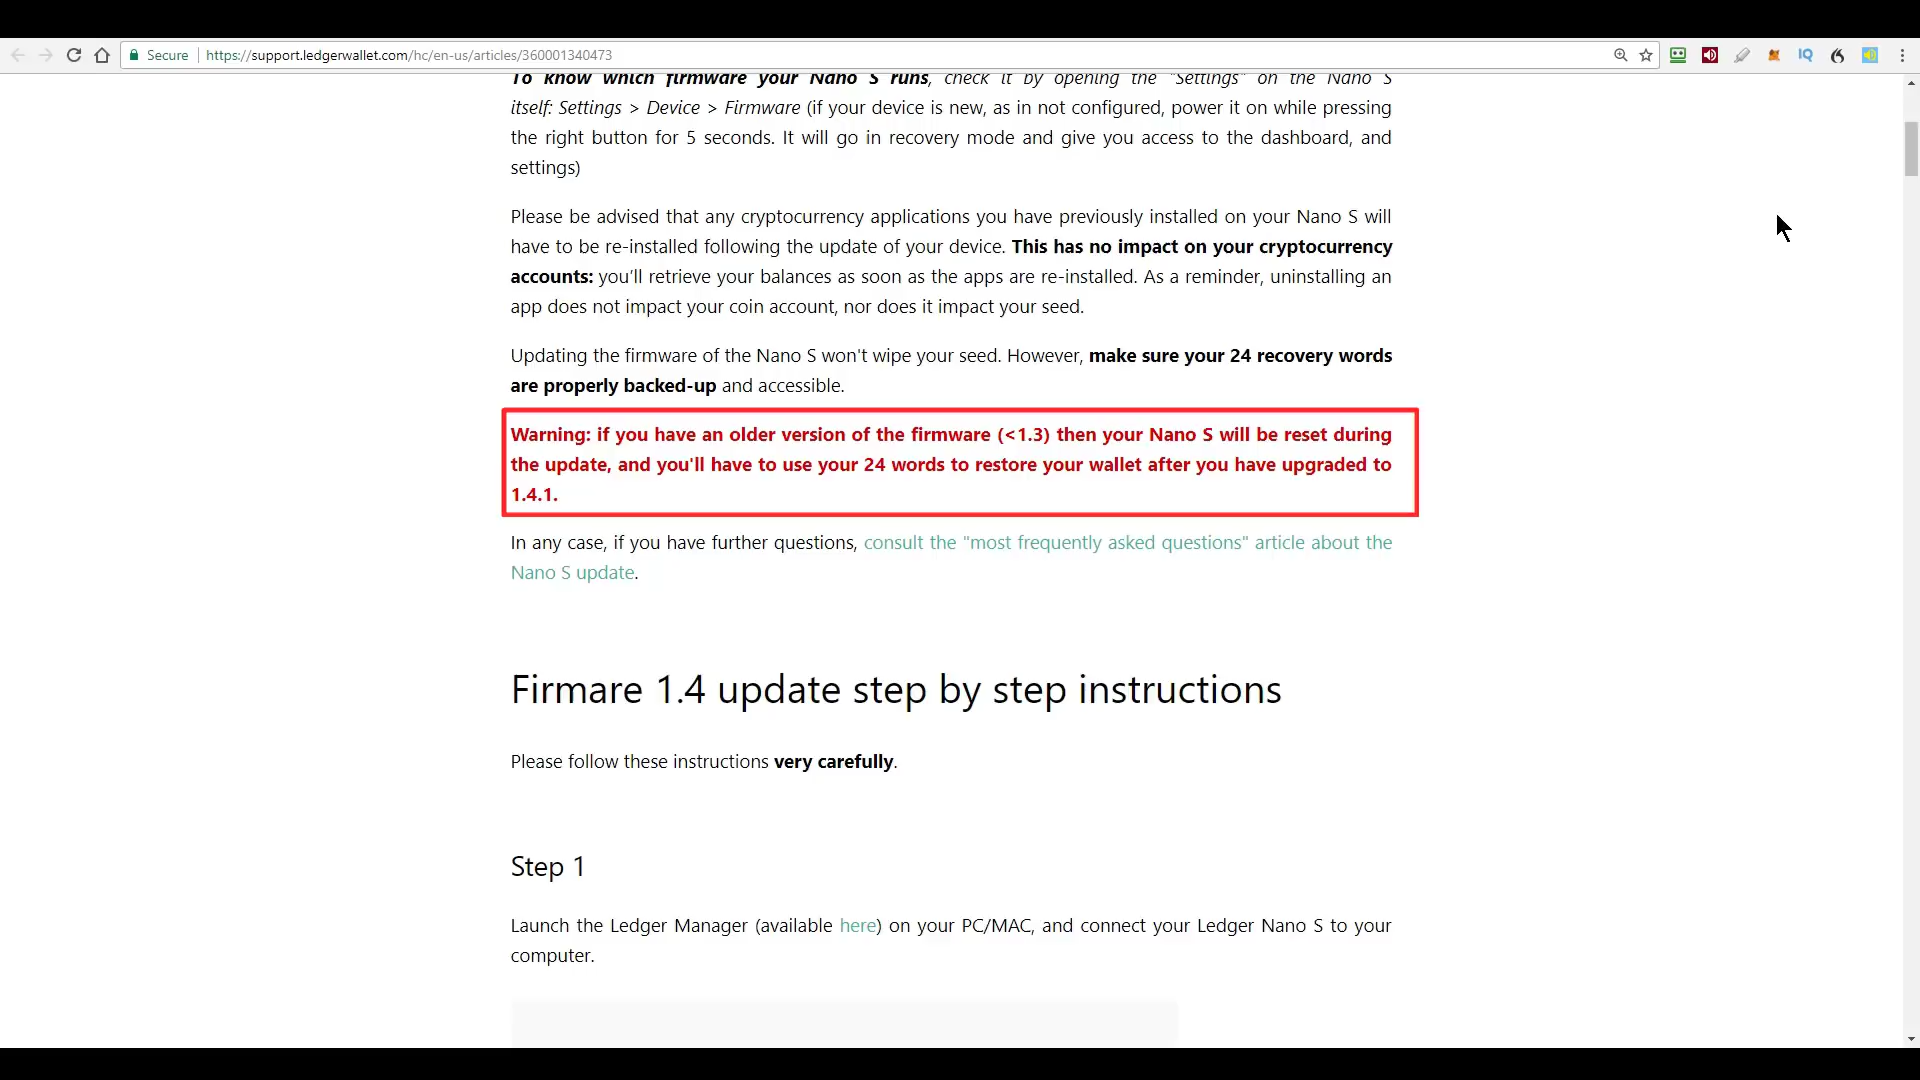 Secure https://support.ledgerwallet.com/hc/en-us/articles/360001340473
To know which firmware your Nano S runs, check it by opening the "Settings" on the Nano S
itself: Settings > Device > Firmware (if your device is new, as in not configured, power it on while pressing
the right button for 5 seconds. It will go in recovery mode and give you access to the dashboard, and
settings)
Please be advised that any cryptocurrency applications you have previously installed on your Nano S will
have to be re-installed following the update of your device. This has no impact on your cryptocurrency
accounts: you'll retrieve your balances as soon as the apps are re-installed. As a reminder, uninstalling an
app does not impact your coin account, nor does it impact your seed.
Updating the firmware of the Nano S won't wipe your seed. However, make sure your 24 recovery words
are properly backed-up and accessible.
Warning: if you have an older version of the firmware (<1.3) then your Nano S will be reset during
the update, and you'll have to use your 24 words to restore your wallet after you have upgraded to
1.4.1.
In any case, if you have further questions, consult the "most frequently asked questions" article about the
Nano S update.
Firmare 1.4 update step by step instructions
Please follow these instructions very carefully.
Step 1
Launch the Ledger Manager (available here) on your PC/MAC, and connect your Ledger Nano S to your
computer.